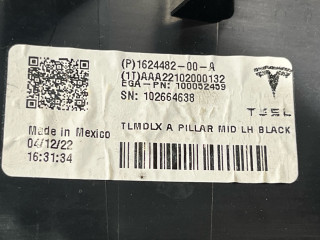 (P)1624482-00-A
(1T)AAA22102000132
EGA-PN: 100052459
SN: 102664638
TLMDLX A PILLAR MID LH BLACK
TESL
Made in Mexico
04/12/22
16:31:34